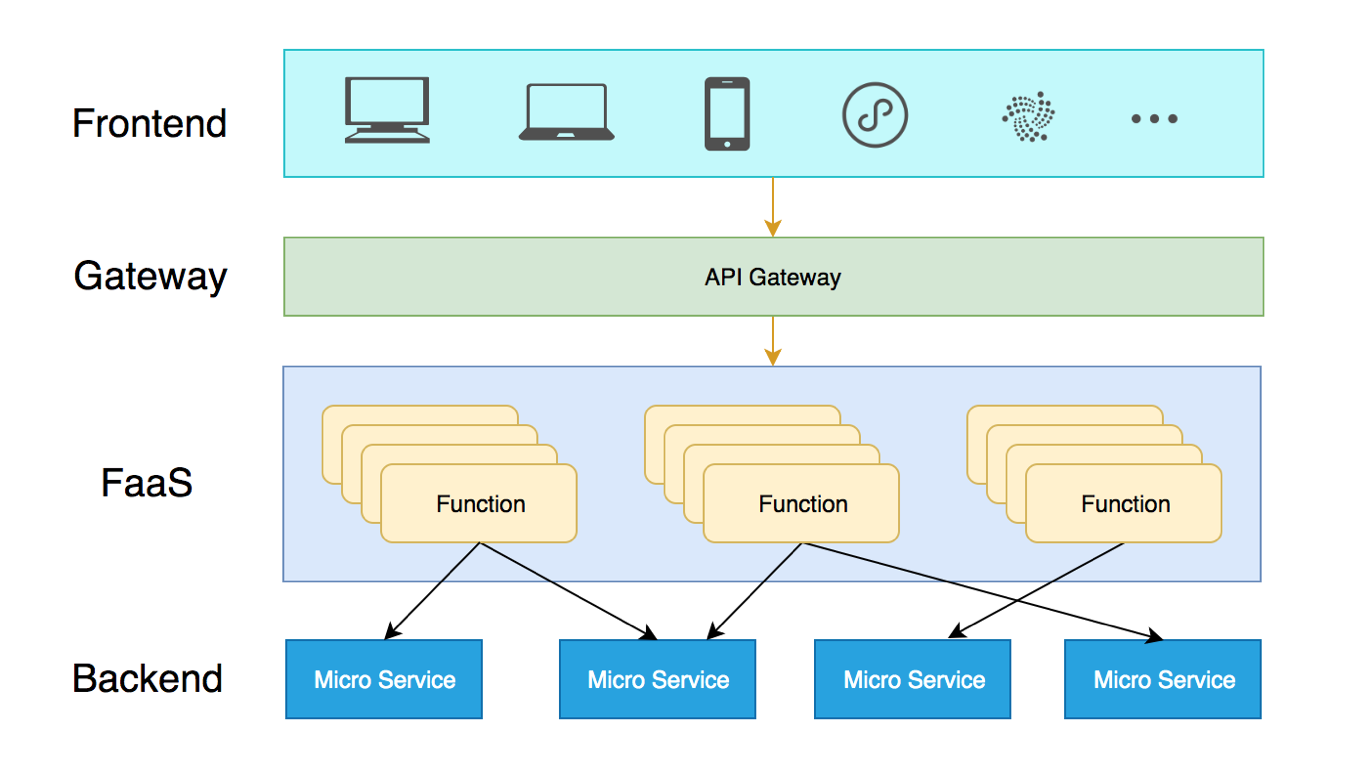 Frontend
Gateway
API Gateway
FaaS
Function
Function
Function
Backend
Micro Service
Micro Service
Micro Service
Micro Service